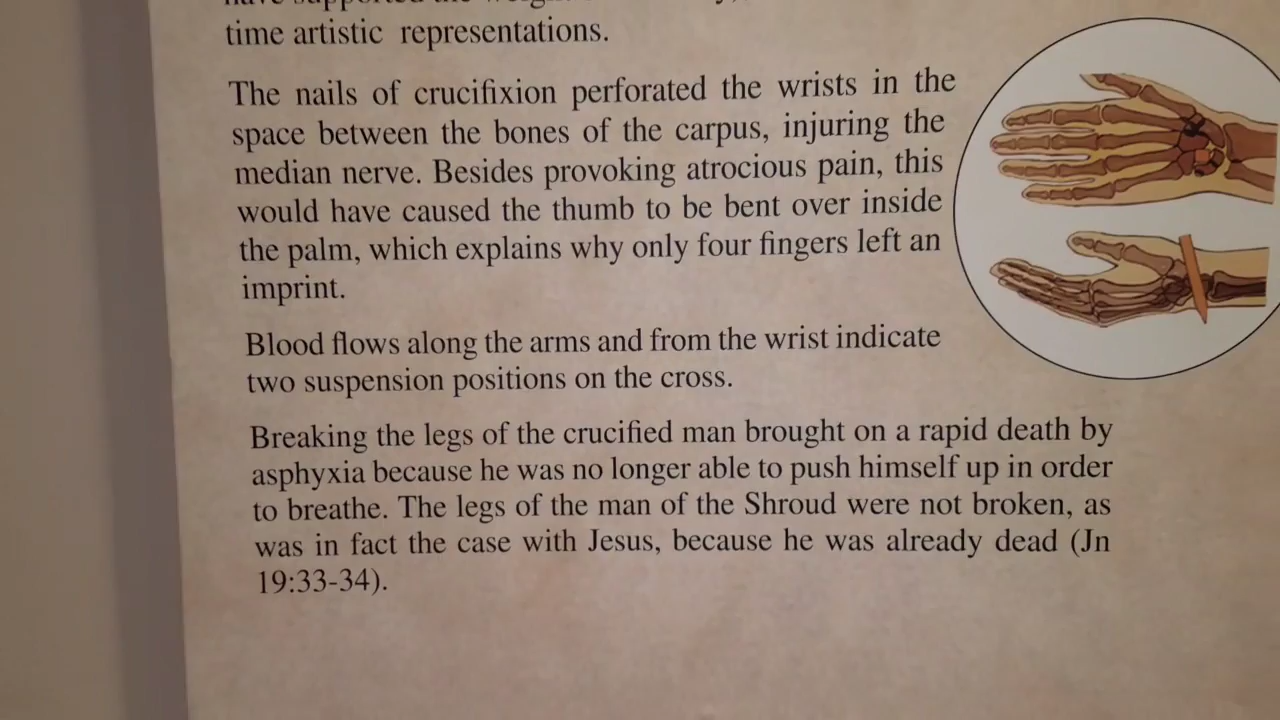 have supported the
time artistic representations.
The nails of crucifixion perforated the wrists in the
space between the bones of the carpus, injuring the
median nerve. Besides provoking atrocious pain, this
would have caused the thumb to be bent over inside
the palm, which explains why only four fingers left an
imprint.
Blood flows along the arms and from the wrist indicate
two suspension positions on the cross.
Breaking the legs of the crucified man brought on a rapid death by
asphyxia because he was no longer able to push himself up in order
to breathe. The legs of the man of the Shroud were not broken, as
was in fact the case with Jesus, because he was already dead (Jn
19:33-34).